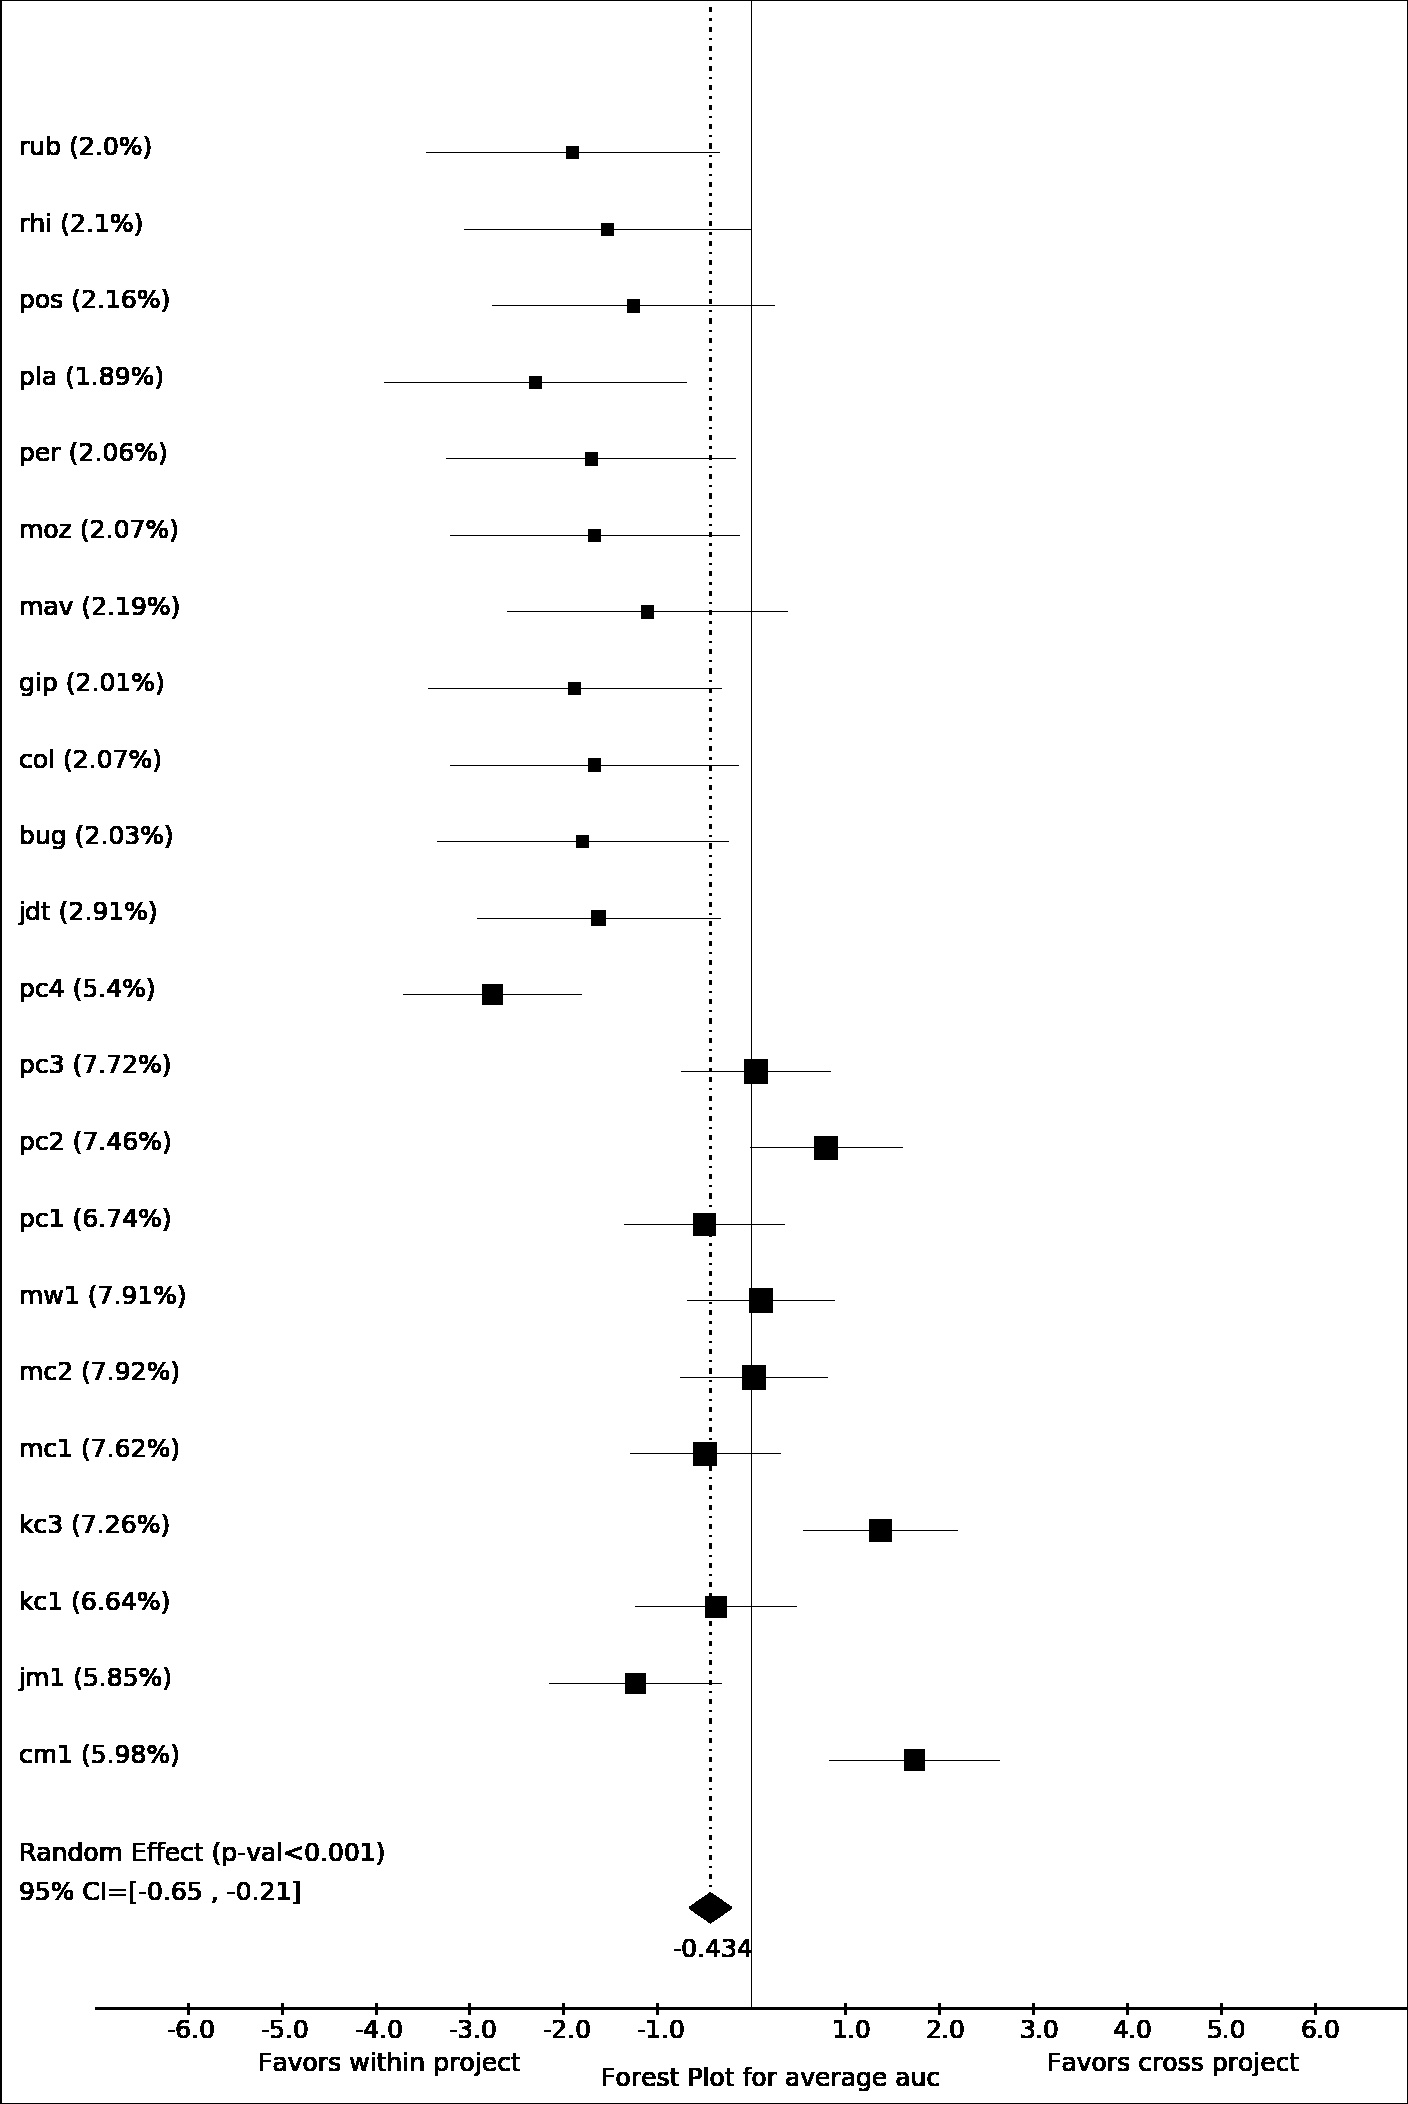 rub (2.0%)
rhi (2.1%)
pos (2.16%)
pla (1.89%)
per (2.06%)
moz (2.07%)
mav (2.19%)
gip (2.01%)
col (2.07%)
bug (2.03%)
jdt (2.91%)
pc4 (5.4%)
pc3 (7.72%)
pc2 (7.46%)
pc1 (6.74%)
mw1 (7.91%)
mc2 (7.92%)
mc1 (7.62%)
kc3 (7.26%)
kc1 (6.64%)
jm1 (5.85%)
cm1 (5.98%)
Random Effect (p-val<0.001)
95% CI=[-0.65 , -0.21]
-0.434
-6.0 -5.0 -4.0 -3.0 -2.0 -1.0 1.0 2.0 3.0 4.0 5.0 6.0
Favors within project Favors cross project
Forest Plot for average auc